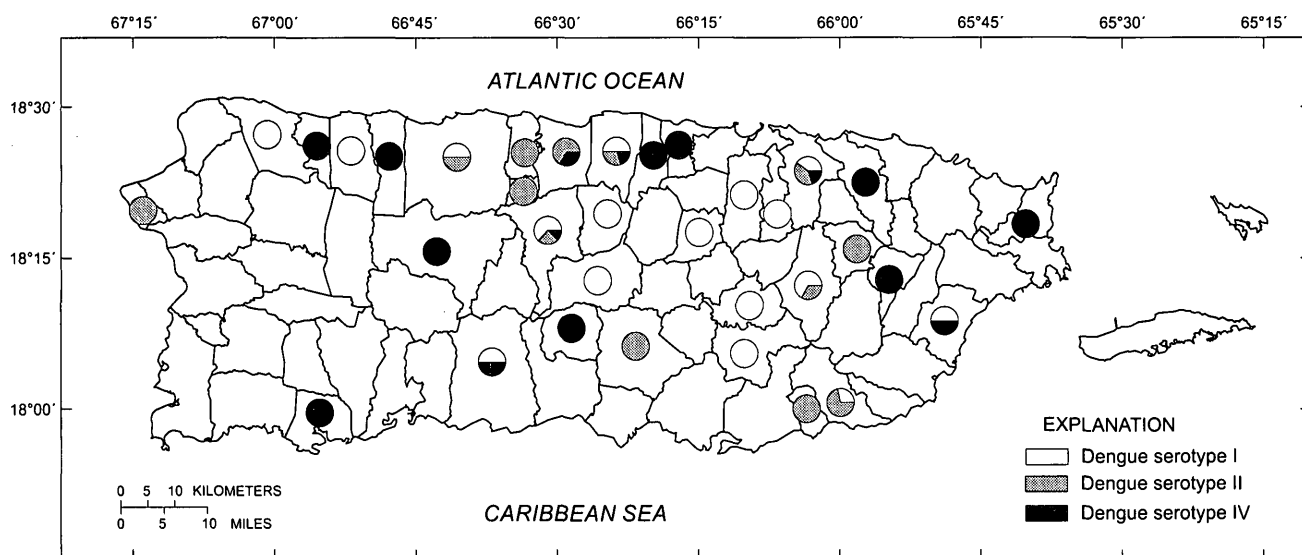 67°15′ 67°00′ 66°45′ 66°30′ 66°15′ 66°00′ 65°45′ 65°30′ 65°15′
ATLANTIC OCEAN
18°30′
18°15′
18°00′
EXPLANATION
Dengue serotype I
Dengue serotype II
Dengue serotype IV
0 5 10 KILOMETERS
0 5 10 MILES
CARIBBEAN SEA